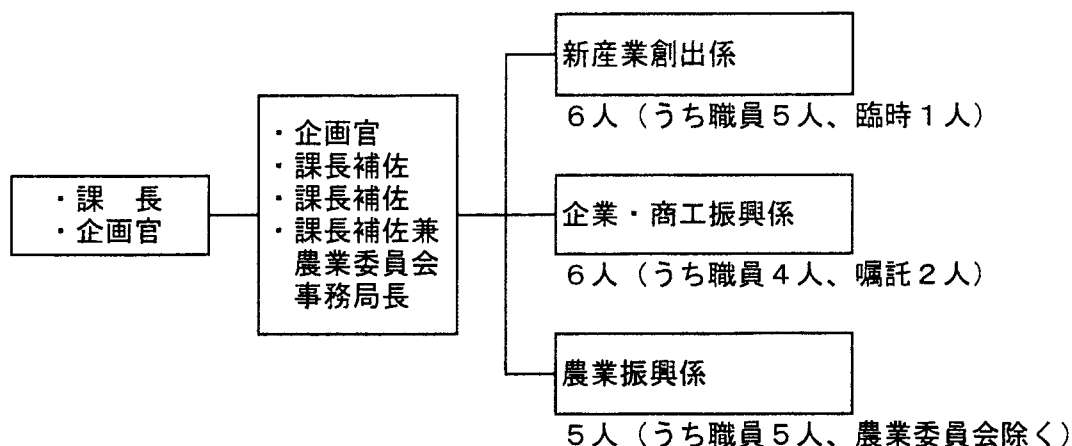 ・課　長
・企画官
・企画官
・課長補佐
・課長補佐
・課長補佐兼
農業委員会
事務局長
新産業創出係
６人（うち職員５人、臨時１人）
企業・商工振興係
６人（うち職員４人、嘱託２人）
農業振興係
５人（うち職員５人、農業委員会除く）